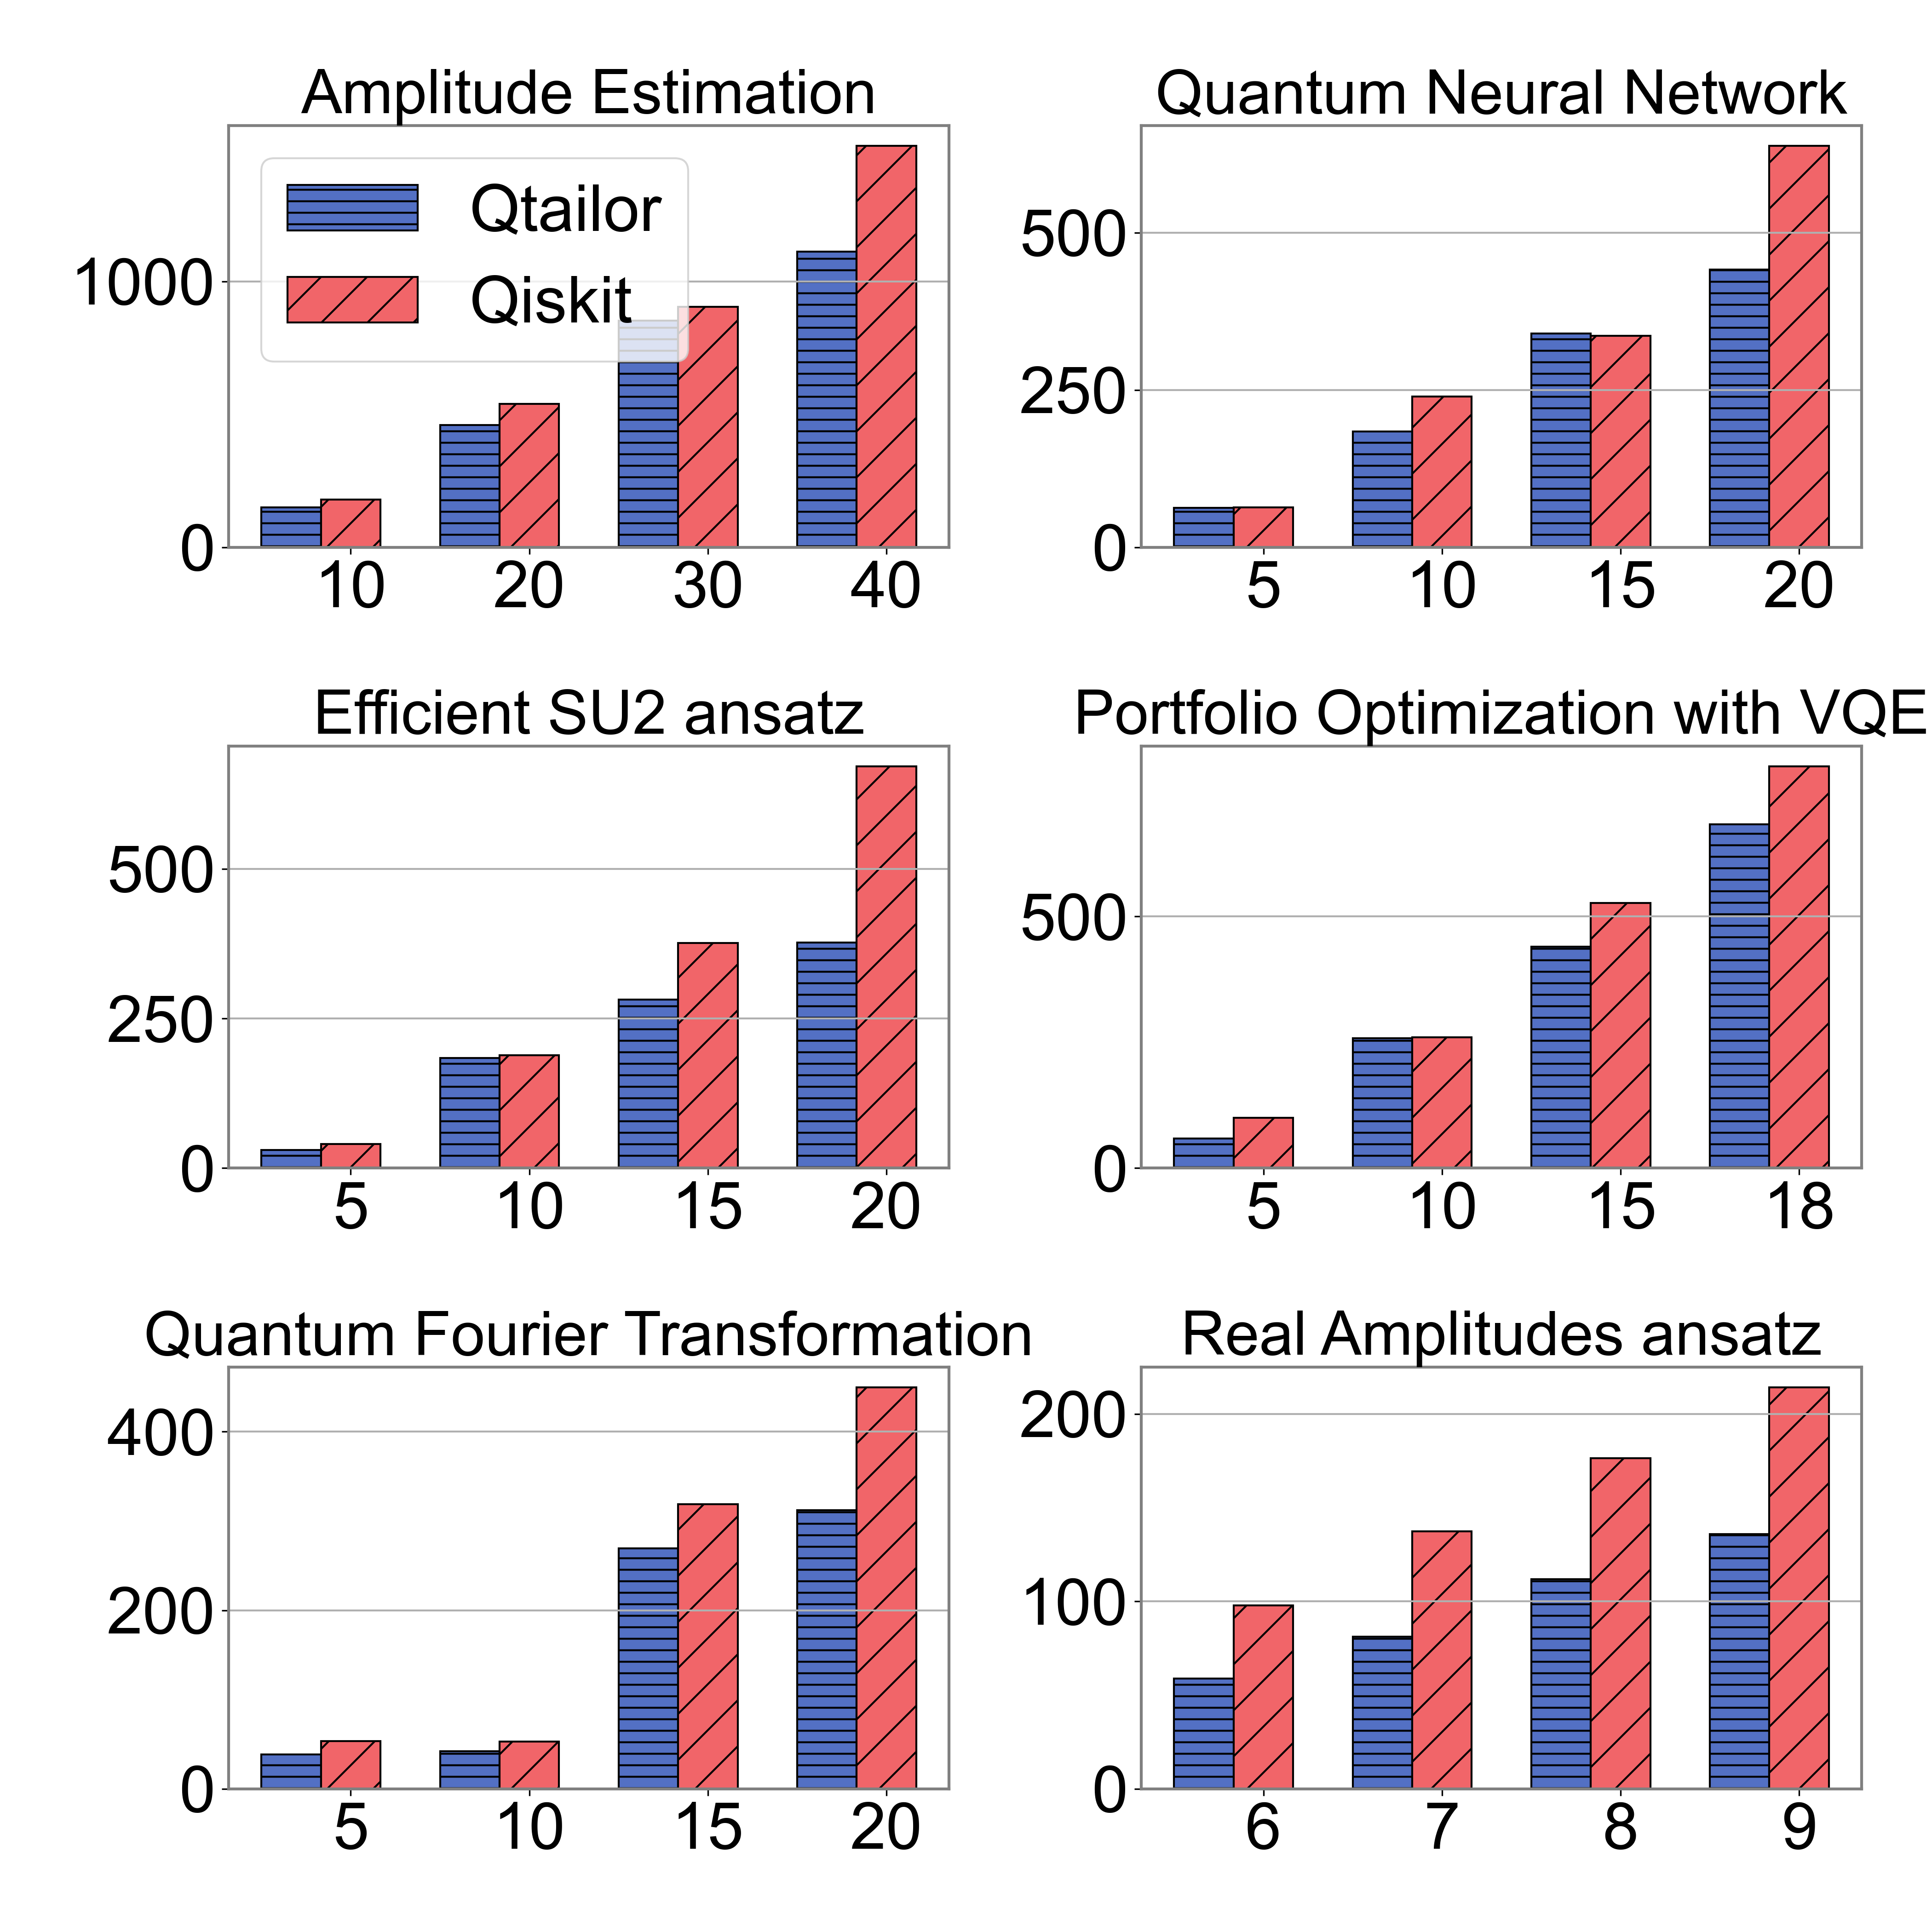 Amplitude Estimation
Qtailor
Qiskit
1000
0
10 20 30 40
Quantum Neural Network
500
250
0
5 10 15 20
Efficient SU2 ansatz
500
250
0
5 10 15 20
Portfolio Optimization with VQE
500
0
5 10 15 18
Quantum Fourier Transformation
400
200
0
5 10 15 20
Real Amplitudes ansatz
200
100
0
6 7 8 9